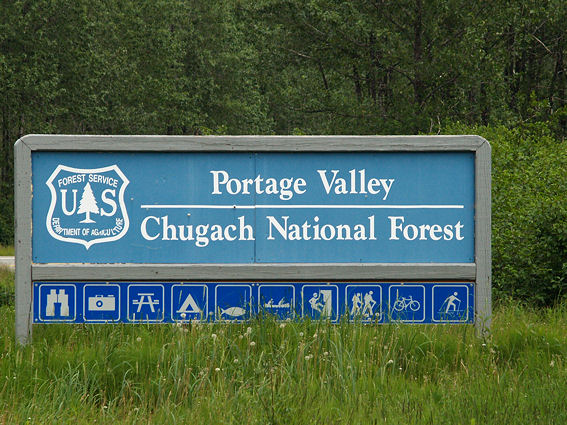 FOREST SERVICE
U S
DEPARTMENT OF AGRICULTURE
Portage Valley
Chugach National Forest